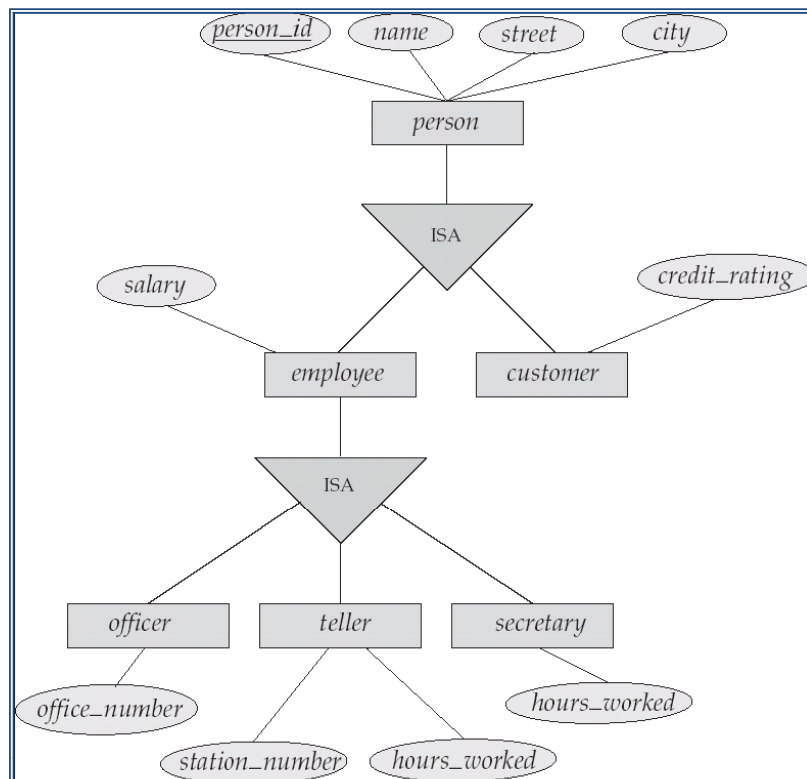 person_id name street city
person
ISA
salary credit_rating
employee customer
ISA
officer teller secretary
office_number hours_worked
station_number hours_worked